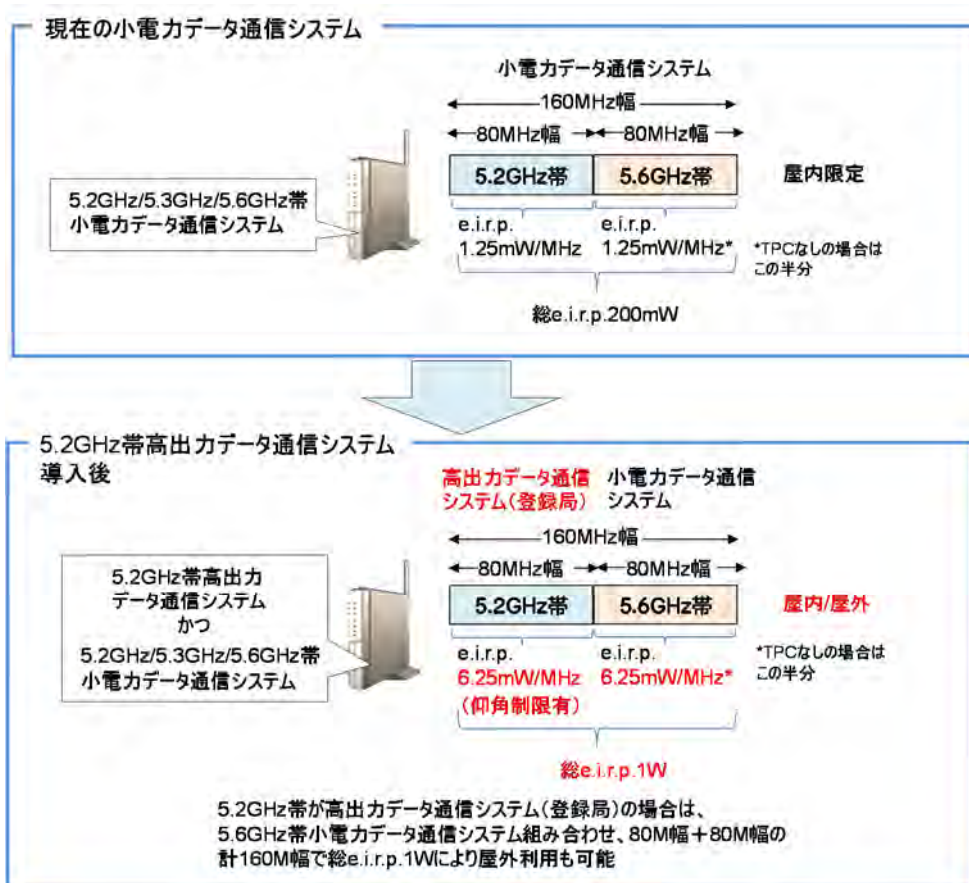 現在の小電力データ通信システム
小電力データ通信システム
160MHz幅
80MHz幅 80MHz幅
5.2GHz帯 5.6GHz帯 屋内限定
5.2GHz/5.3GHz/5.6GHz帯
小電力データ通信システム
e.i.r.p. e.i.r.p.
1.25mW/MHz 1.25mW/MHz*
*TPCなしの場合は
この半分
総e.i.r.p.200mW
5.2GHz帯高出力データ通信システム
導入後
高出力データ通信 小電力データ通信
システム(登録局) システム
160MHz幅
80MHz幅 80MHz幅
5.2GHz帯 5.6GHz帯 屋内/屋外
5.2GHz帯高出力
データ通信システム
かつ
5.2GHz/5.3GHz/5.6GHz帯
小電力データ通信システム
e.i.r.p. e.i.r.p.
6.25mW/MHz 6.25mW/MHz*
(仰角制限有)
*TPCなしの場合は
この半分
総e.i.r.p.1W
5.2GHz帯が高出力データ通信システム(登録局)の場合は、
5.6GHz帯小電力データ通信システム組み合わせ、80M幅+80M幅の
計160M幅で総e.i.r.p.1Wにより屋外利用も可能